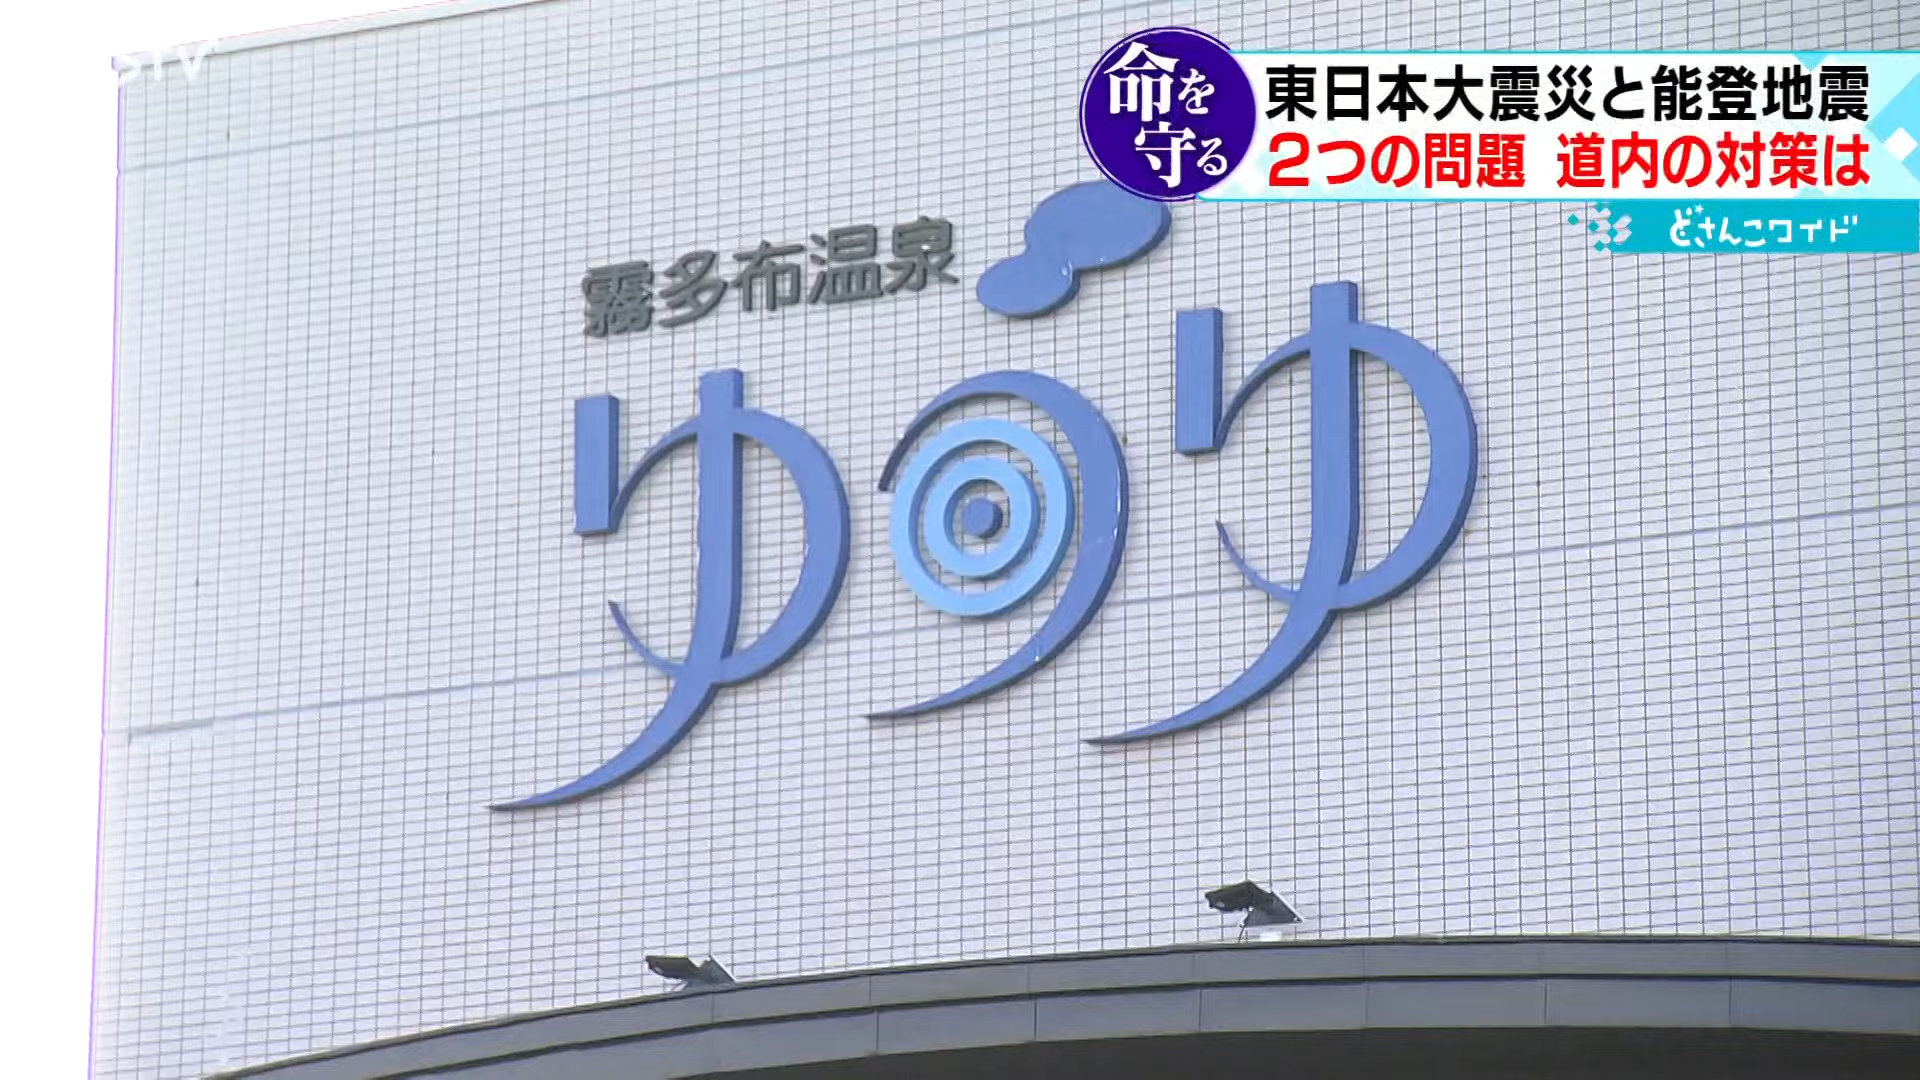 STV
命を
守る
東日本大震災と能登地震
2つの問題 道内の対策は
どさんこワイド
霧多布温泉
ゆうゆ